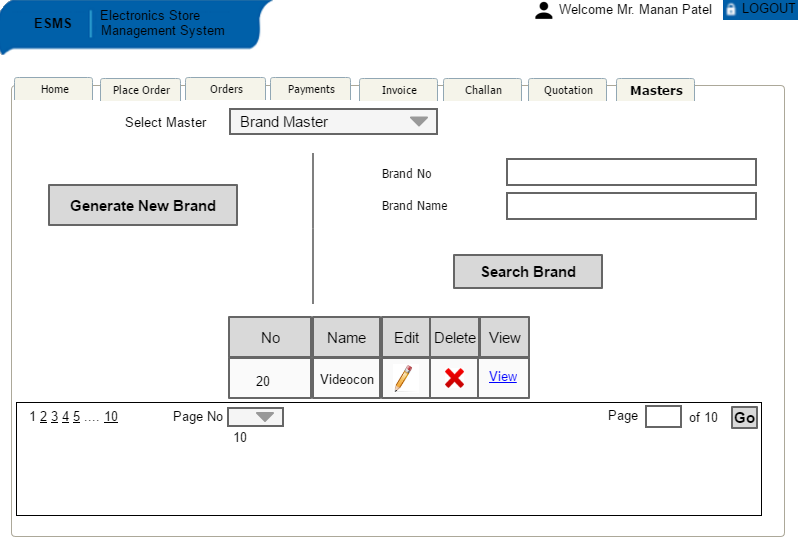 ESMS
Electronics Store
Management System
Welcome Mr. Manan Patel
LOGOUT
Home Place Order Orders Payments Invoice Challan Quotation Masters
Select Master Brand Master
Brand No
Generate New Brand
Brand Name
Search Brand
No Name Edit Delete View
20 Videocon View
1 2 3 4 5 .... 10 Page No Page of 10 Go
10